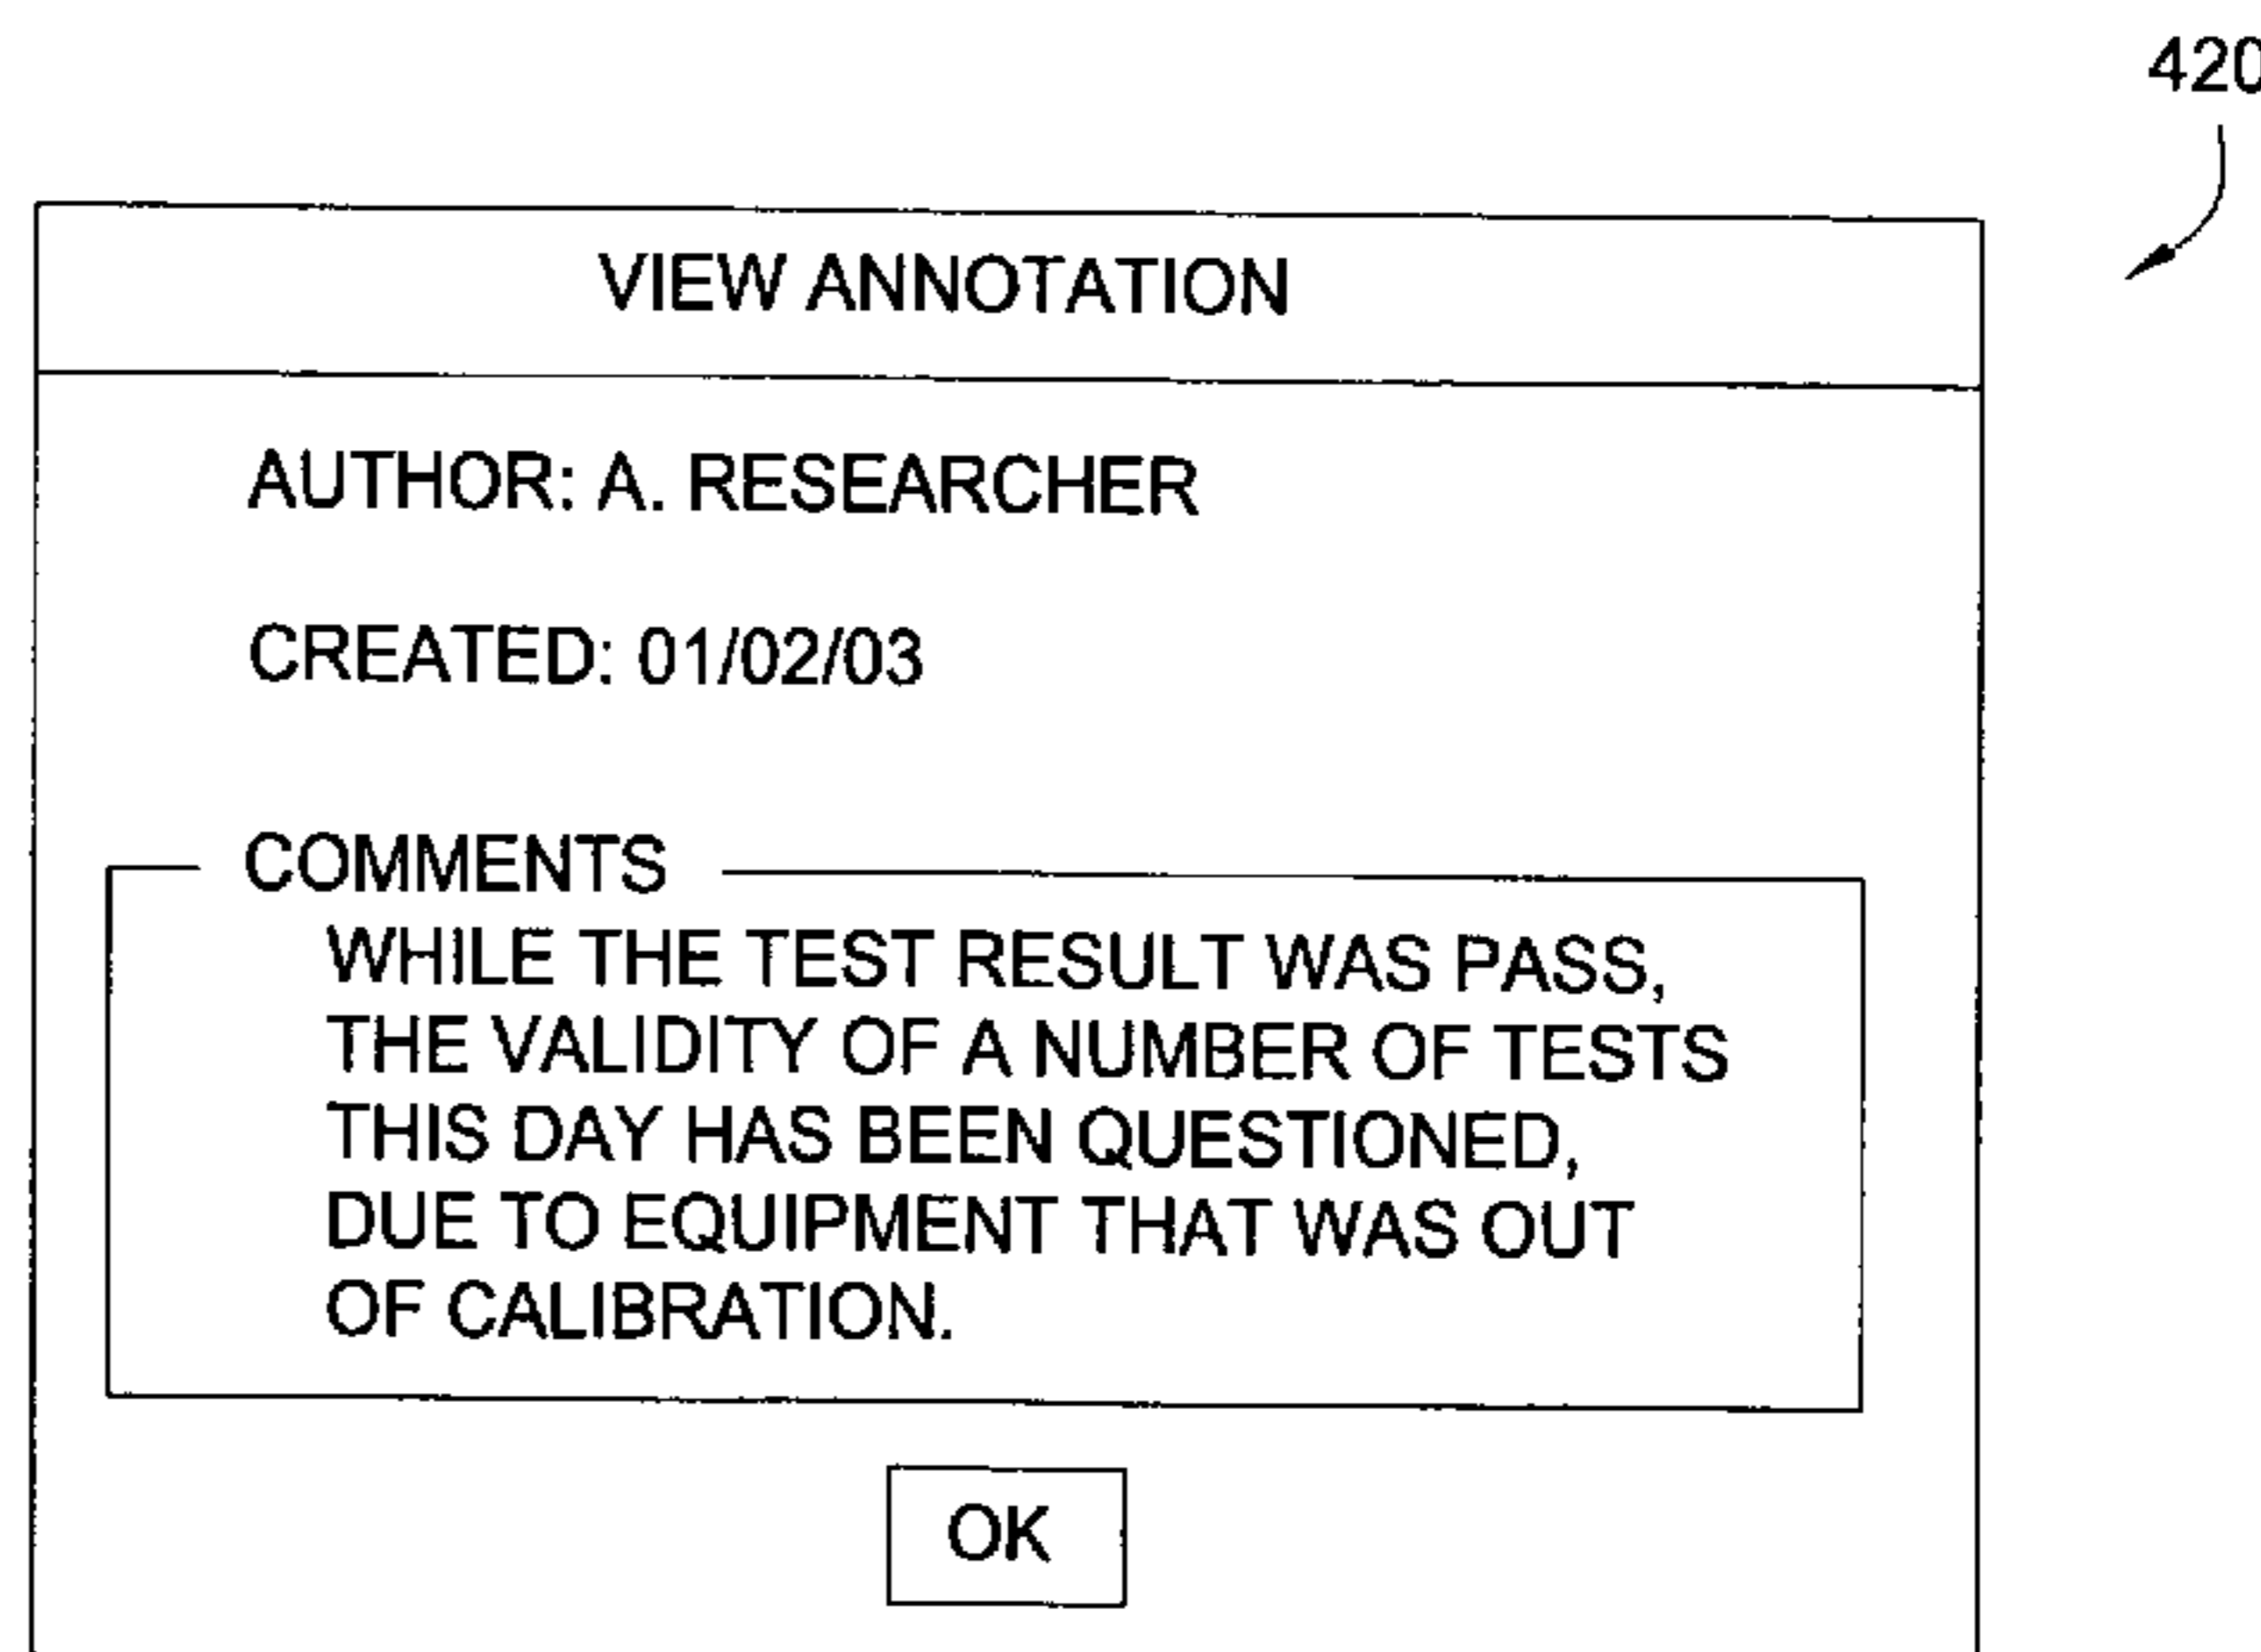 420
VIEW ANNOTATION
AUTHOR: A. RESEARCHER
CREATED: 01/02/03
COMMENTS
WHILE THE TEST RESULT WAS PASS,
THE VALIDITY OF A NUMBER OF TESTS
THIS DAY HAS BEEN QUESTIONED,
DUE TO EQUIPMENT THAT WAS OUT
OF CALIBRATION.
OK